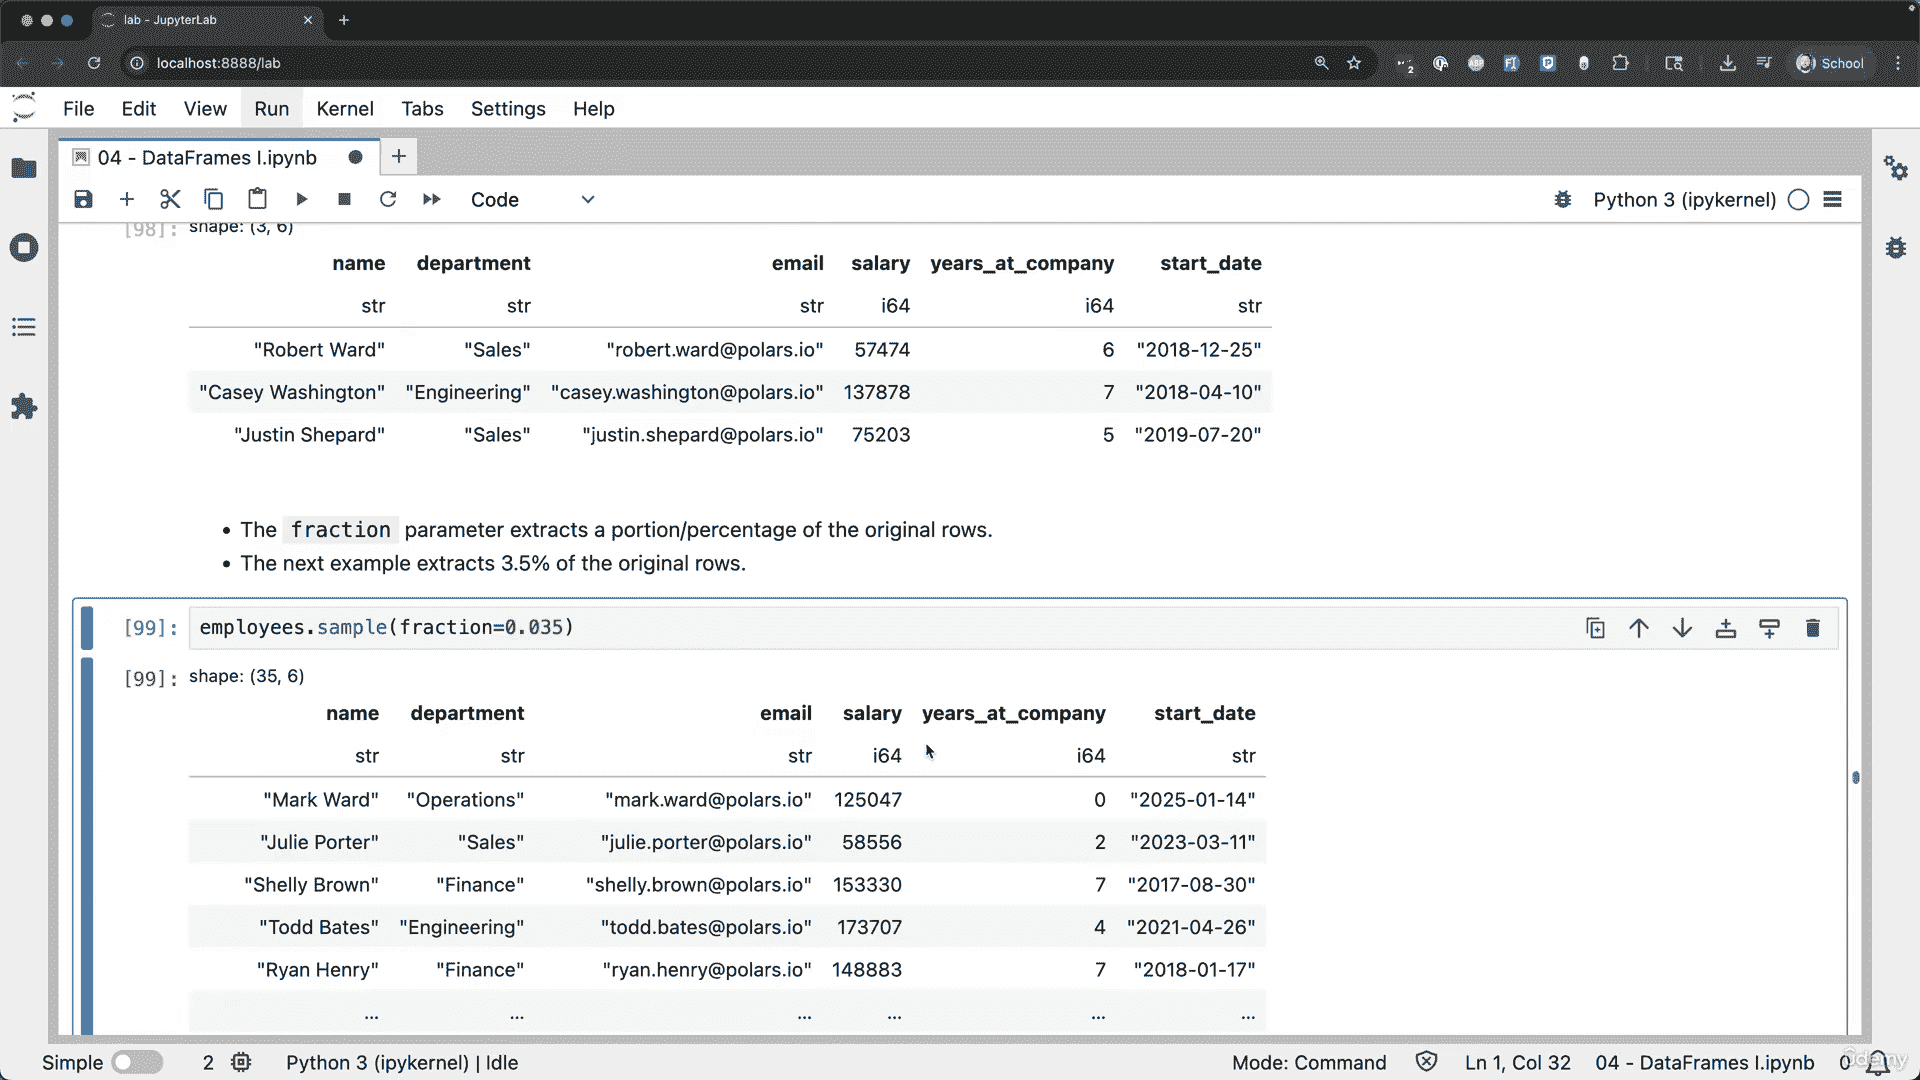 lab - JupyterLab
localhost:8888/lab
2
School
File Edit View Run Kernel Tabs Settings Help
04 - DataFrames I.ipynb
Code
Python 3 (ipykernel)
[98]: shape: (3, 6)
name department email salary years_at_company start_date
str str str i64 i64 str
"Robert Ward" "Sales" "robert.ward@polars.io" 57474 6 "2018-12-25"
"Casey Washington" "Engineering" "casey.washington@polars.io" 137878 7 "2018-04-10"
"Justin Shepard" "Sales" "justin.shepard@polars.io" 75203 5 "2019-07-20"
• The fraction parameter extracts a portion/percentage of the original rows.
• The next example extracts 3.5% of the original rows.
[99]: employees.sample(fraction=0.035)
[99]: shape: (35, 6)
name department email salary years_at_company start_date
str str str i64 i64 str
"Mark Ward" "Operations" "mark.ward@polars.io" 125047 0 "2025-01-14"
"Julie Porter" "Sales" "julie.porter@polars.io" 58556 2 "2023-03-11"
"Shelly Brown" "Finance" "shelly.brown@polars.io" 153330 7 "2017-08-30"
"Todd Bates" "Engineering" "todd.bates@polars.io" 173707 4 "2021-04-26"
"Ryan Henry" "Finance" "ryan.henry@polars.io" 148883 7 "2018-01-17"
… … … … … …
Simple 2 Python 3 (ipykernel) | Idle Mode: Command Ln 1, Col 32 04 - DataFrames I.ipynb 0
Udemy